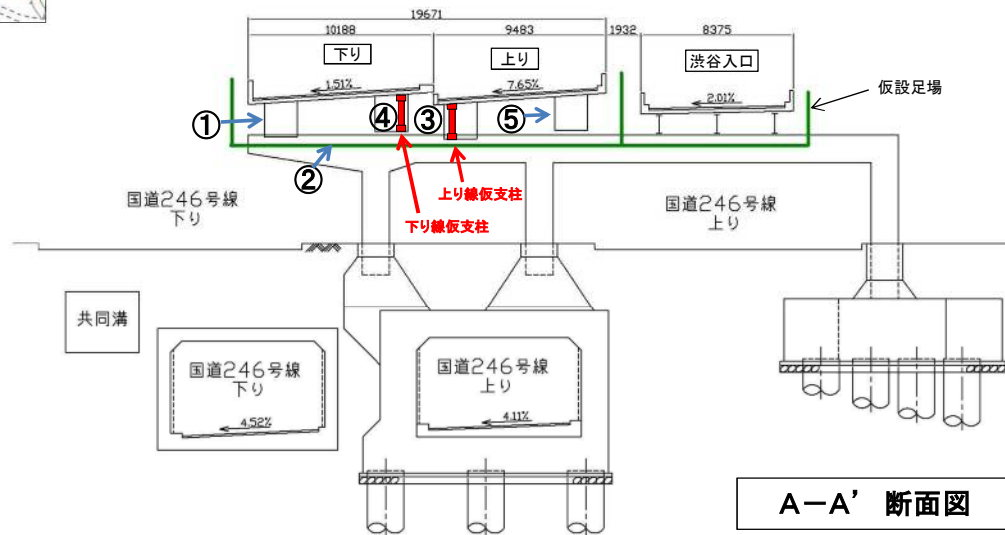 19671
10188
9483
1932
8375
下り
上り
渋谷入口
仮設足場
1.51%
7.65%
2.01%
①
④
③
⑤
②
上り線仮支柱
下り線仮支柱
国道246号線
下り
国道246号線
上り
共同溝
国道246号線
下り
4.52%
国道246号線
上り
4.11%
A-A’ 断面図